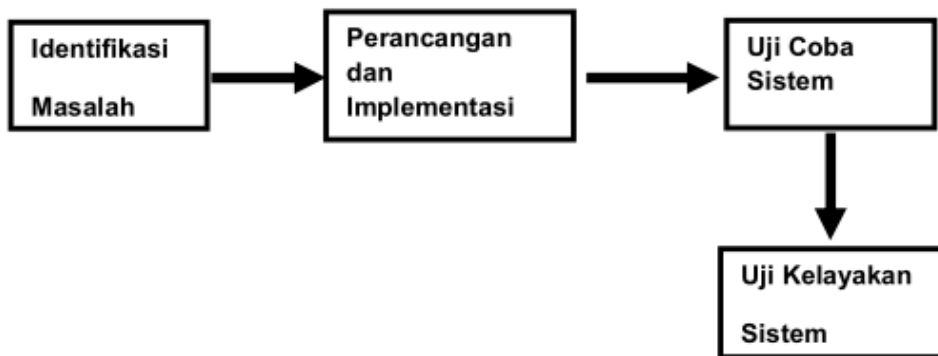 Identifikasi
Masalah
Perancangan
dan
Implementasi
Uji Coba
Sistem
Uji Kelayakan
Sistem